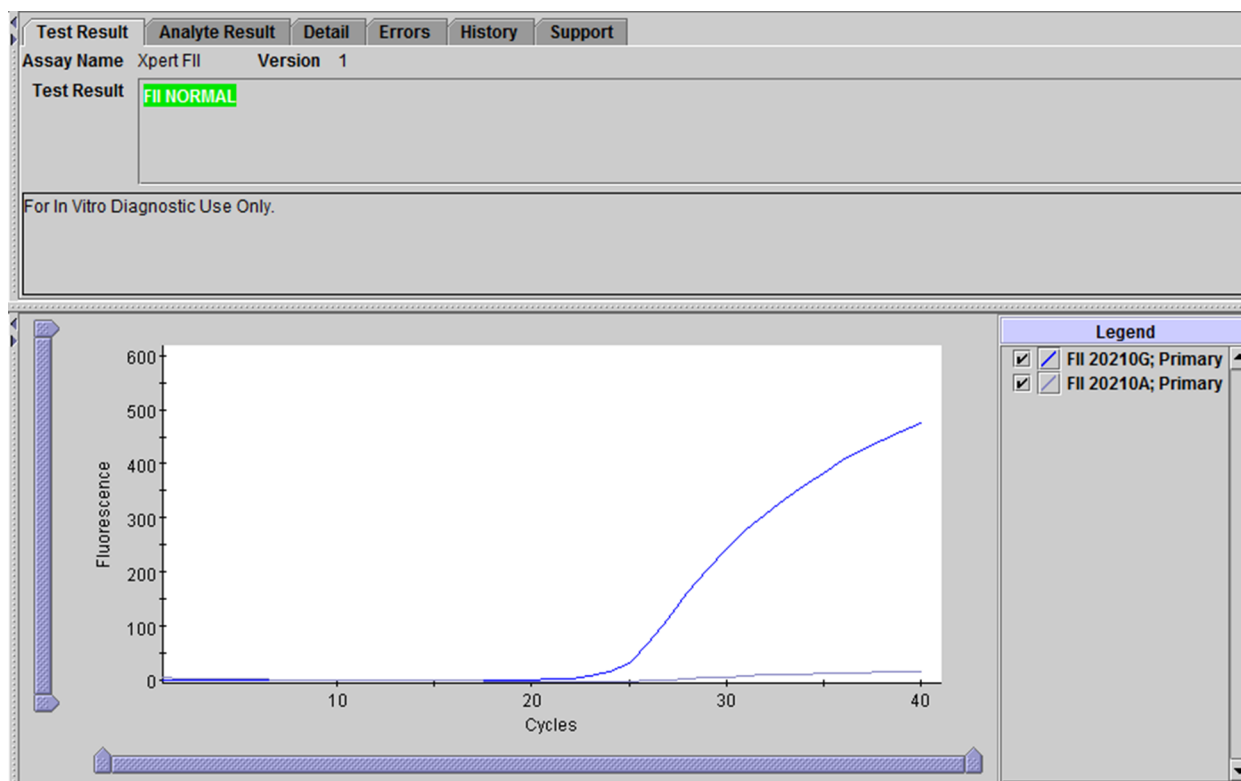 Test Result Analyte Result Detail Errors History Support
Assay Name Xpert FII Version 1
Test Result FII NORMAL
For In Vitro Diagnostic Use Only.
Legend
FII 20210G; Primary
FII 20210A; Primary
600
500
400
300
200
100
0
Fluorescence
10 20 30 40
Cycles